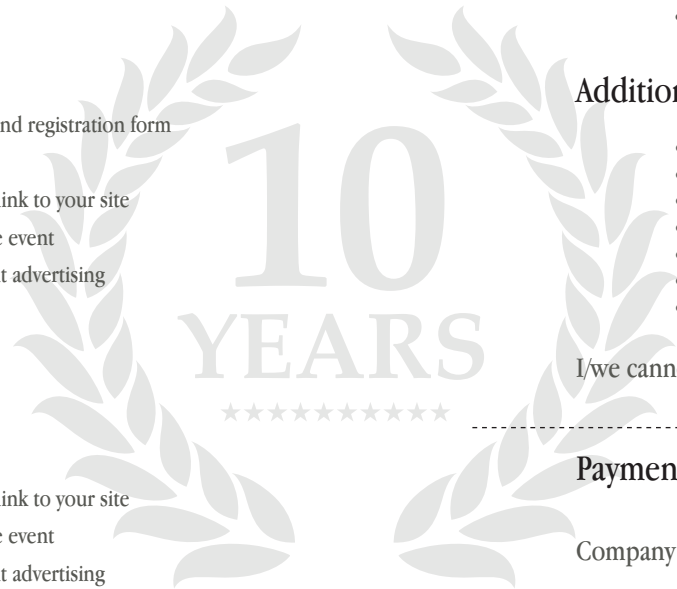 nd registration form
ink to your site
e event
t advertising
ink to your site
e event
t advertising
10
YEARS
Addition
I/we cann
Paymen
Company